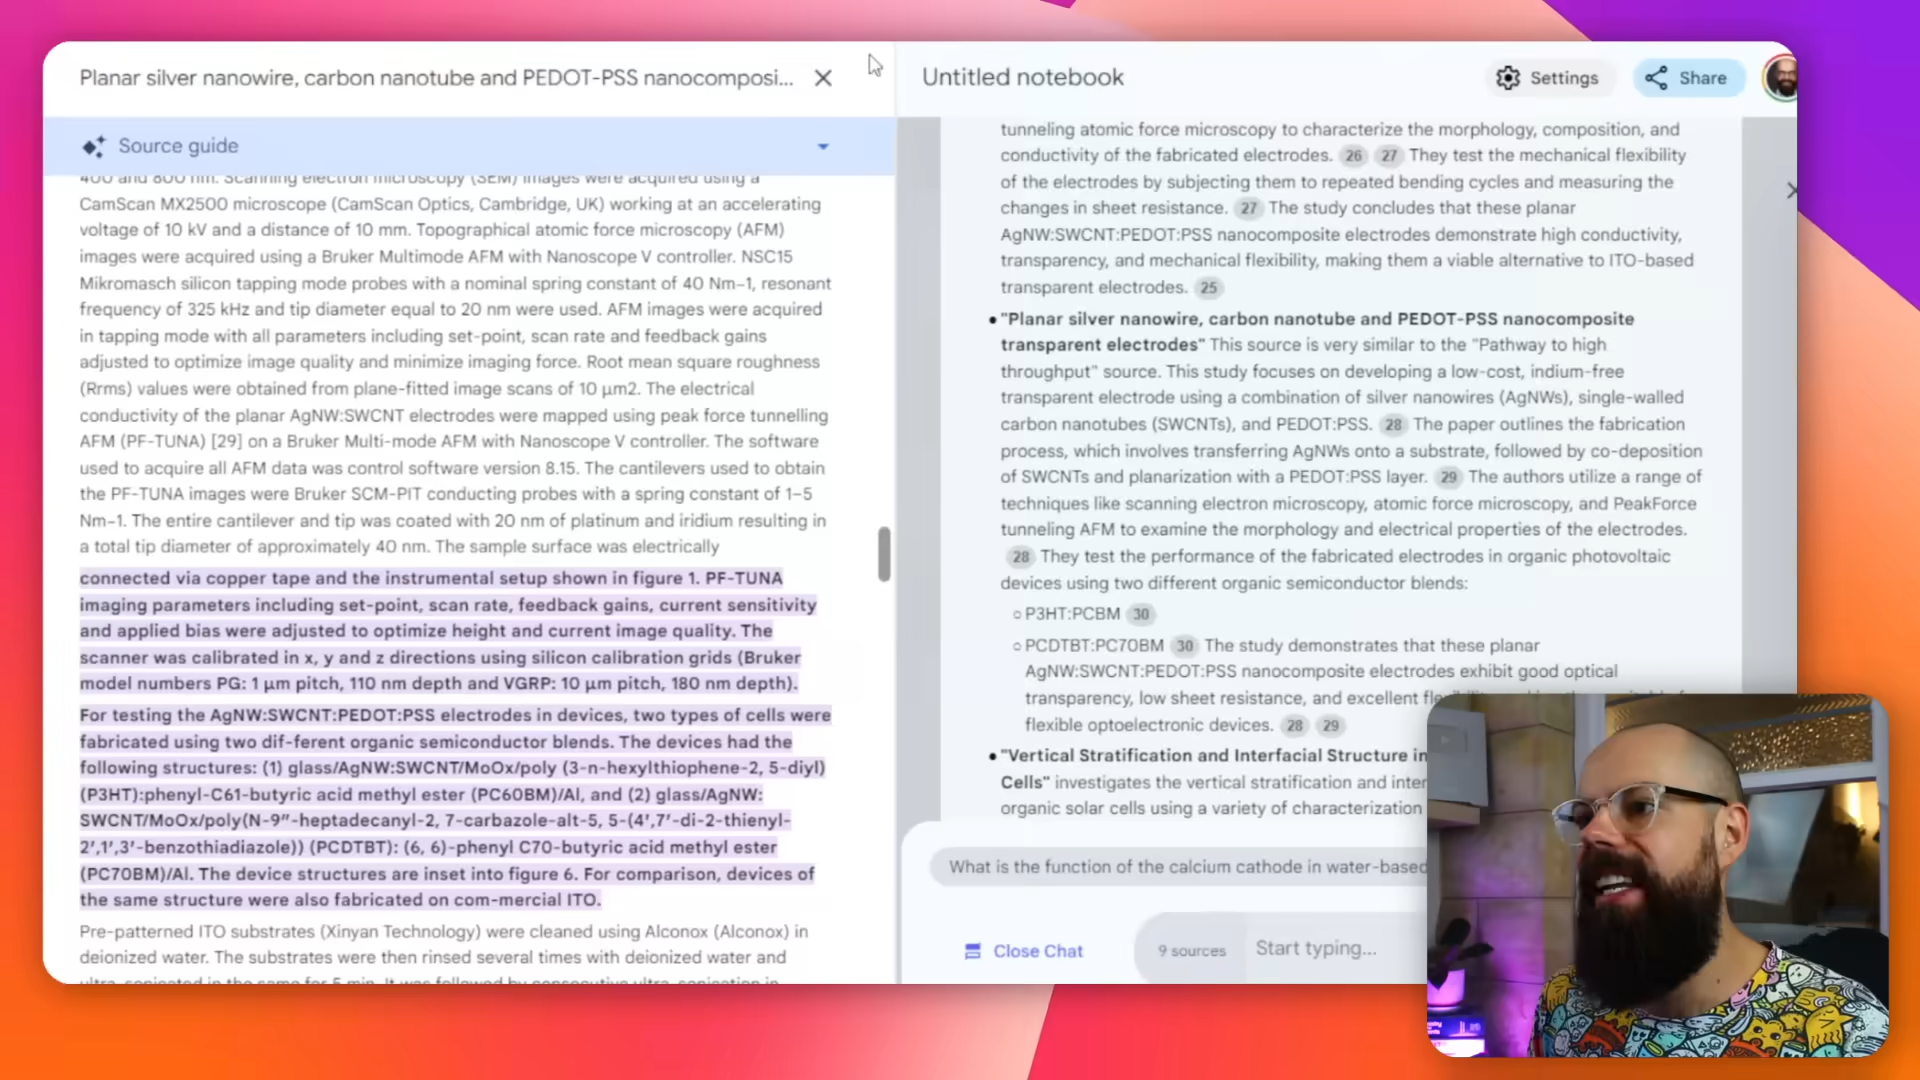 Planar silver nanowire, carbon nanotube and PEDOT-PSS nanocomposi...
Source guide
400 and 800 nm. Scanning electron microscopy (SEM) images were acquired using a
CamScan MX2500 microscope (CamScan Optics, Cambridge, UK) working at an accelerating
voltage of 10 kV and a distance of 10 mm. Topographical atomic force microscopy (AFM)
images were acquired using a Bruker Multimode AFM with Nanoscope V controller. NSC15
Mikromasch silicon tapping mode probes with a nominal spring constant of 40 Nm–1, resonant
frequency of 325 kHz and tip diameter equal to 20 nm were used. AFM images were acquired
in tapping mode with all parameters including set-point, scan rate and feedback gains
adjusted to optimize image quality and minimize imaging force. Root mean square roughness
(Rrms) values were obtained from plane-fitted image scans of 10 μm2. The electrical
conductivity of the planar AgNW:SWCNT electrodes were mapped using peak force tunnelling
AFM (PF-TUNA) [29] on a Bruker Multi-mode AFM with Nanoscope V controller. The software
used to acquire all AFM data was control software version 8.15. The cantilevers used to obtain
the PF-TUNA images were Bruker SCM-PIT conducting probes with a spring constant of 1–5
Nm–1. The entire cantilever and tip was coated with 20 nm of platinum and iridium resulting in
a total tip diameter of approximately 40 nm. The sample surface was electrically
connected via copper tape and the instrumental setup shown in figure 1. PF-TUNA
imaging parameters including set-point, scan rate, feedback gains, current sensitivity
and applied bias were adjusted to optimize height and current image quality. The
scanner was calibrated in x, y and z directions using silicon calibration grids (Bruker
model numbers PG: 1 μm pitch, 110 nm depth and VGRP: 10 μm pitch, 180 nm depth).
For testing the AgNW:SWCNT:PEDOT:PSS electrodes in devices, two types of cells were
fabricated using two dif-ferent organic semiconductor blends. The devices had the
following structures: (1) glass/AgNW:SWCNT/MoOx/poly (3-n-hexylthiophene-2, 5-diyl)
(P3HT):phenyl-C61-butyric acid methyl ester (PC60BM)/Al, and (2) glass/AgNW:
SWCNT/MoOx/poly(N-9″-heptadecanyl-2, 7-carbazole-alt-5, 5-(4′,7′-di-2-thienyl-
2′,1′,3′-benzothiadiazole)) (PCDTBT): (6, 6)-phenyl C70-butyric acid methyl ester
(PC70BM)/Al. The device structures are inset into figure 6. For comparison, devices of
the same structure were also fabricated on com-mercial ITO.
Pre-patterned ITO substrates (Xinyan Technology) were cleaned using Alconox (Alconox) in
deionized water. The substrates were then rinsed several times with deionized water and
ultra-sonicated in the same for 5 min. It was followed by consecutive ultra-sonication in
Untitled notebook
Settings
Share
tunneling atomic force microscopy to characterize the morphology, composition, and
conductivity of the fabricated electrodes. 26 27 They test the mechanical flexibility
of the electrodes by subjecting them to repeated bending cycles and measuring the
changes in sheet resistance. 27 The study concludes that these planar
AgNW:SWCNT:PEDOT:PSS nanocomposite electrodes demonstrate high conductivity,
transparency, and mechanical flexibility, making them a viable alternative to ITO-based
transparent electrodes. 25
• "Planar silver nanowire, carbon nanotube and PEDOT-PSS nanocomposite
transparent electrodes" This source is very similar to the "Pathway to high
throughput" source. This study focuses on developing a low-cost, indium-free
transparent electrode using a combination of silver nanowires (AgNWs), single-walled
carbon nanotubes (SWCNTs), and PEDOT:PSS. 28 The paper outlines the fabrication
process, which involves transferring AgNWs onto a substrate, followed by co-deposition
of SWCNTs and planarization with a PEDOT:PSS layer. 29 The authors utilize a range of
techniques like scanning electron microscopy, atomic force microscopy, and PeakForce
tunneling AFM to examine the morphology and electrical properties of the electrodes.
28 They test the performance of the fabricated electrodes in organic photovoltaic
devices using two different organic semiconductor blends:
○ P3HT:PCBM 30
○ PCDTBT:PC70BM 30 The study demonstrates that these planar
AgNW:SWCNT:PEDOT:PSS nanocomposite electrodes exhibit good optical
transparency, low sheet resistance, and excellent
flexible optoelectronic devices. 28 29
• "Vertical Stratification and Interfacial Structure in
Cells" investigates the vertical stratification and inter
organic solar cells using a variety of characterization
What is the function of the calcium cathode in water-based
Close Chat
9 sources
Start typing...